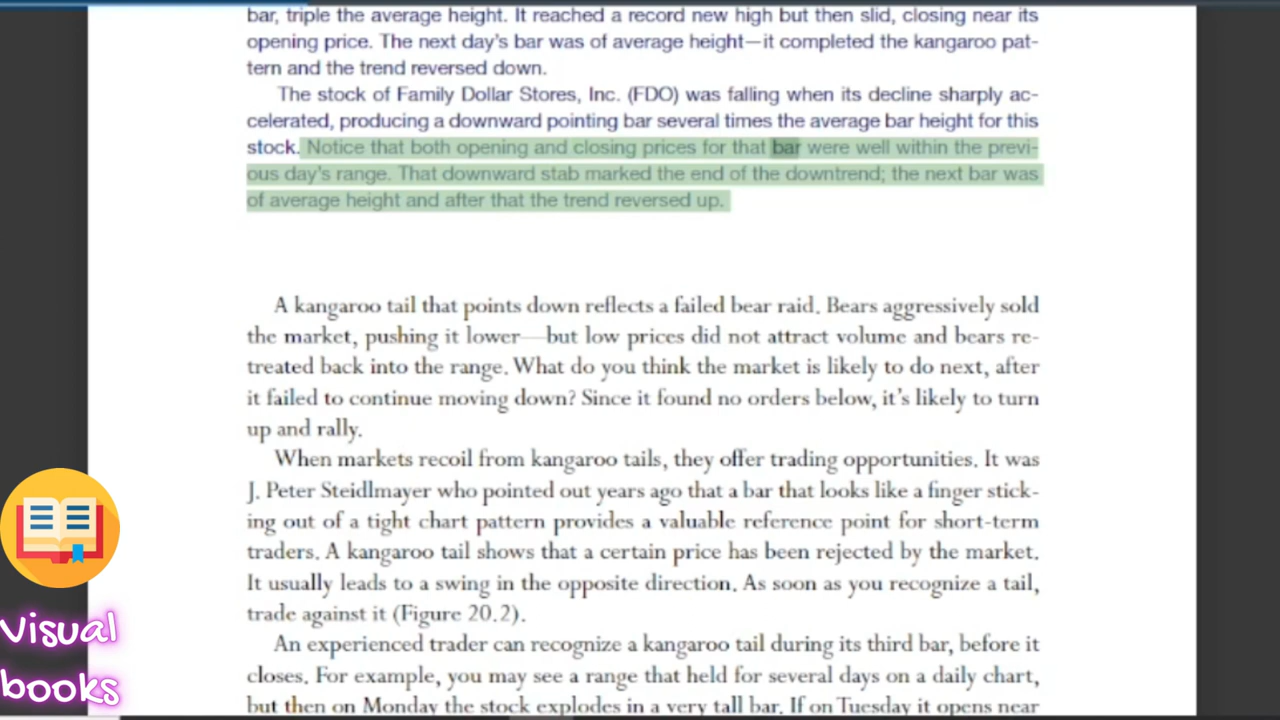 bar, triple the average height. It reached a record new high but then slid, closing near its
opening price. The next day's bar was of average height—it completed the kangaroo pat-
tern and the trend reversed down.
The stock of Family Dollar Stores, Inc. (FDO) was falling when its decline sharply ac-
celerated, producing a downward pointing bar several times the average bar height for this
stock. Notice that both opening and closing prices for that bar were well within the previ-
ous day's range. That downward stab marked the end of the downtrend; the next bar was
of average height and after that the trend reversed up.
A kangaroo tail that points down reflects a failed bear raid. Bears aggressively sold
the market, pushing it lower—but low prices did not attract volume and bears re-
treated back into the range. What do you think the market is likely to do next, after
it failed to continue moving down? Since it found no orders below, it's likely to turn
up and rally.
When markets recoil from kangaroo tails, they offer trading opportunities. It was
J. Peter Steidlmayer who pointed out years ago that a bar that looks like a finger stick-
ing out of a tight chart pattern provides a valuable reference point for short-term
traders. A kangaroo tail shows that a certain price has been rejected by the market.
It usually leads to a swing in the opposite direction. As soon as you recognize a tail,
trade against it (Figure 20.2).
An experienced trader can recognize a kangaroo tail during its third bar, before it
closes. For example, you may see a range that held for several days on a daily chart,
but then on Monday the stock explodes in a very tall bar. If on Tuesday it opens near
Visual
books